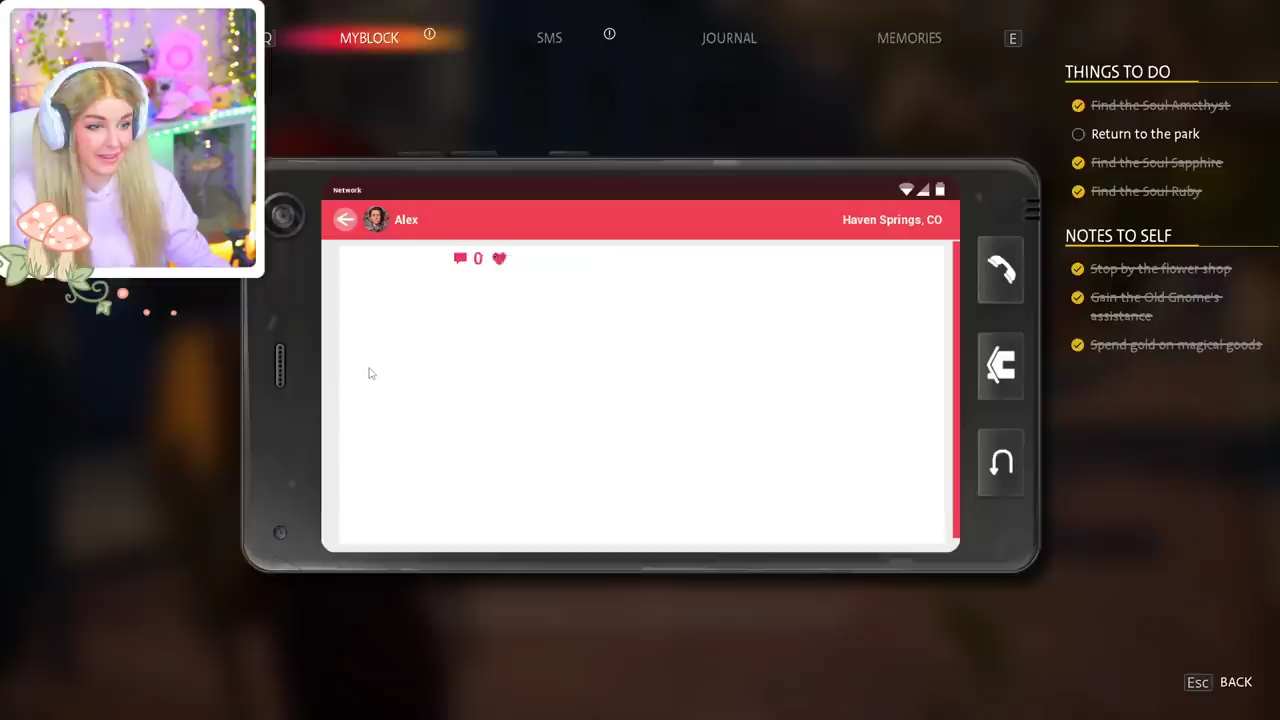 Q
MYBLOCK
SMS
JOURNAL
MEMORIES
E
THINGS TO DO
Find the Soul Amethyst
Return to the park
Find the Soul Sapphire
Find the Soul Ruby
NOTES TO SELF
Stop by the flower shop
Gain the Old Gnome's
assistance
Spend gold on magical goods
Network
Alex
Haven Springs, CO
0
Esc BACK